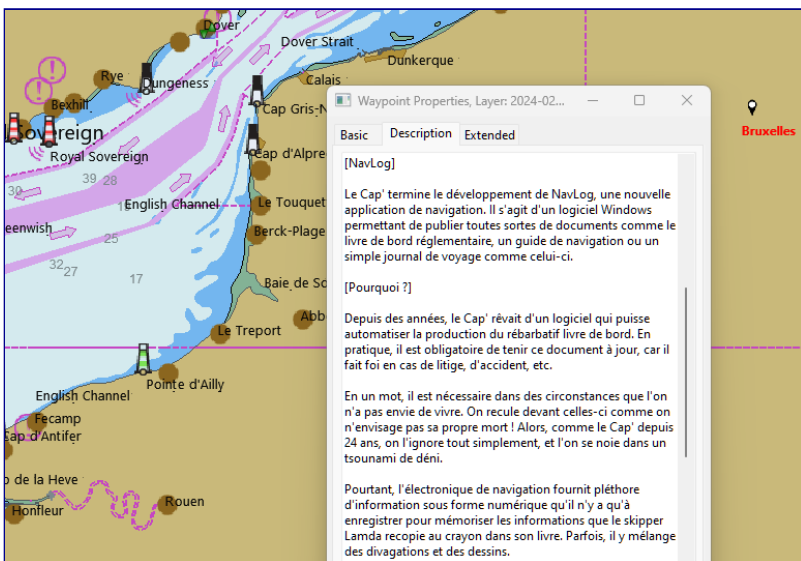 Dover
Dover Strait
Dunkerque
Rye
Dungeness
Calais
Bexhill
Cap Gris-N
Sovereign
Royal Sovereign
Cap d'Alpre
39 28
30
English Channel
Le Touquet
eenwish
25
Berck-Plage
32
27
17
Baie de So
Abb
Le Treport
Pointe d'Ailly
English Channel
Fecamp
Cap d'Antifer
de la Heve
Honfleur
Rouen
Bruxelles
Waypoint Properties, Layer: 2024-02...
Basic Description Extended
[NavLog]
Le Cap' termine le développement de NavLog, une nouvelle
application de navigation. Il s'agit d'un logiciel Windows
permettant de publier toutes sortes de documents comme le
livre de bord réglementaire, un guide de navigation ou un
simple journal de voyage comme celui-ci.
[Pourquoi ?]
Depuis des années, le Cap' rêvait d'un logiciel qui puisse
automatiser la production du rébarbatif livre de bord. En
pratique, il est obligatoire de tenir ce document à jour, car il
fait foi en cas de litige, d'accident, etc.
En un mot, il est nécessaire dans des circonstances que l'on
n'a pas envie de vivre. On recule devant celles-ci comme on
n'envisage pas sa propre mort ! Alors, comme le Cap' depuis
24 ans, on l'ignore tout simplement, et l'on se noie dans un
tsounami de déni.
Pourtant, l'électronique de navigation fournit pléthore
d'information sous forme numérique qu'il n'y a qu'à
enregistrer pour mémoriser les informations que le skipper
Lamda recopie au crayon dans son livre. Parfois, il y mélange
des divagations et des dessins.